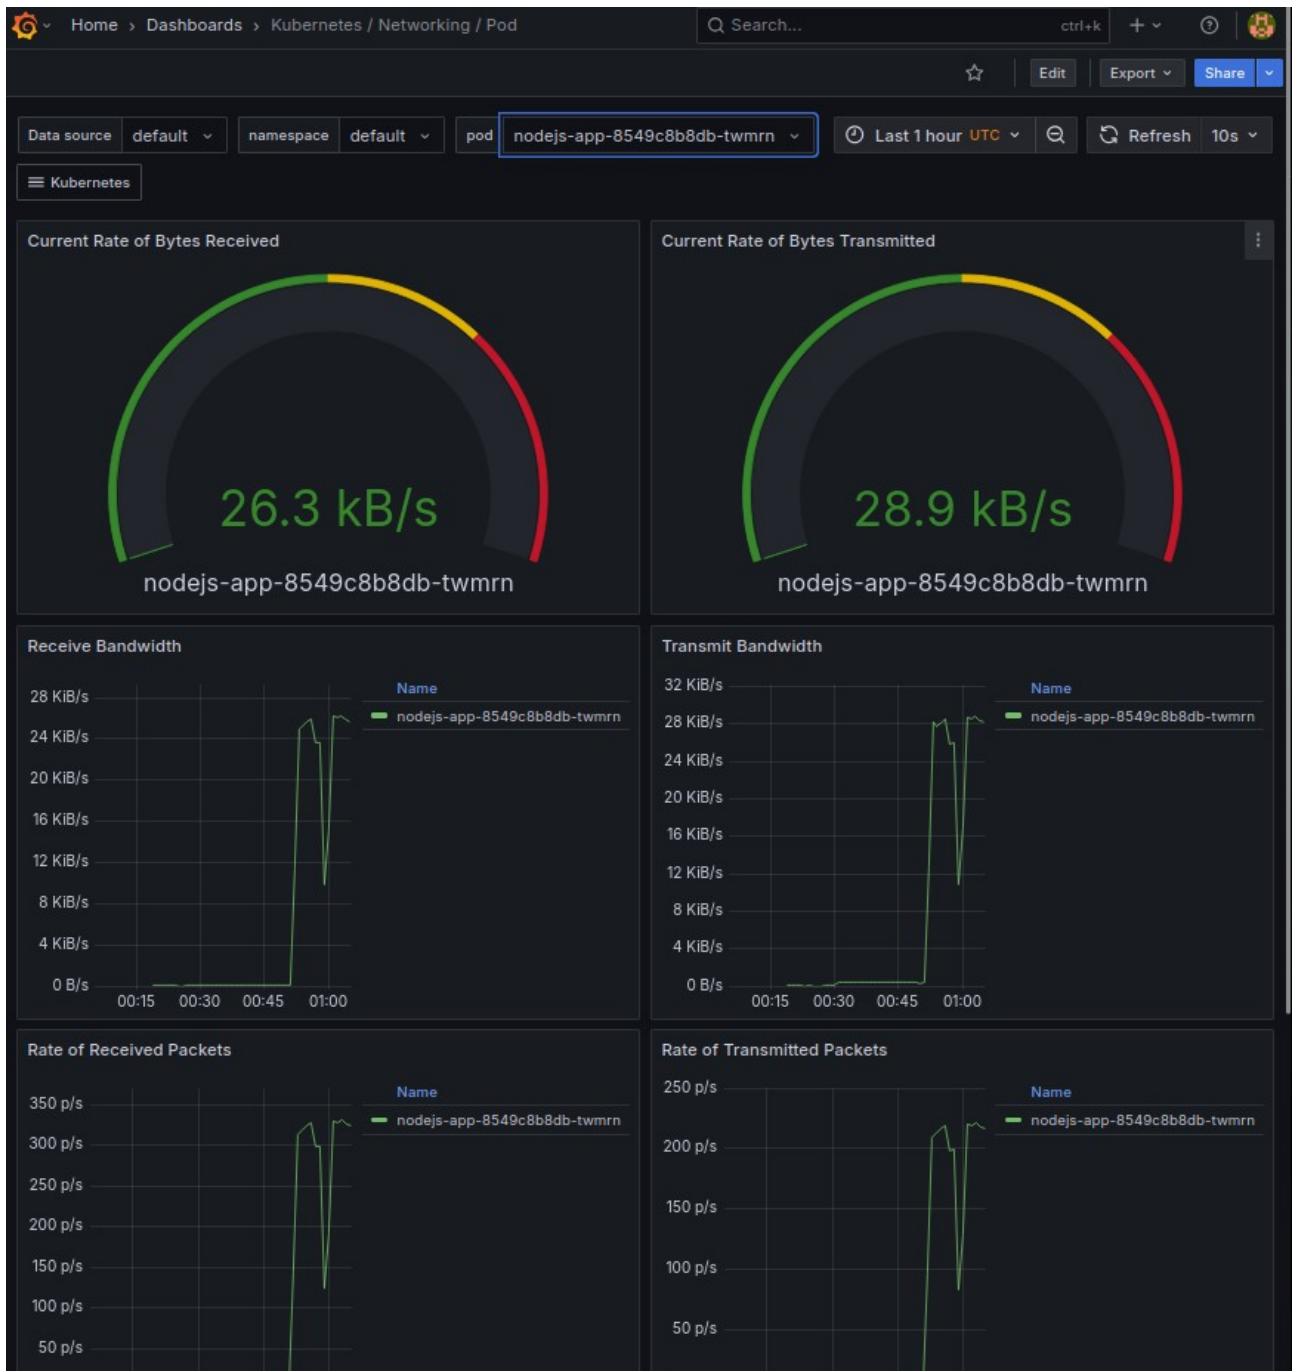 Home › Dashboards › Kubernetes / Networking / Pod Search... ctrl+k
Edit Export Share
Data source default namespace default pod nodejs-app-8549c8b8db-twmrn Last 1 hour UTC Refresh 10s
Kubernetes
Current Rate of Bytes Received
26.3 kB/s
nodejs-app-8549c8b8db-twmrn
Current Rate of Bytes Transmitted
28.9 kB/s
nodejs-app-8549c8b8db-twmrn
Receive Bandwidth
Name
nodejs-app-8549c8b8db-twmrn
28 KiB/s
24 KiB/s
20 KiB/s
16 KiB/s
12 KiB/s
8 KiB/s
4 KiB/s
0 B/s
00:15 00:30 00:45 01:00
Transmit Bandwidth
Name
nodejs-app-8549c8b8db-twmrn
32 KiB/s
28 KiB/s
24 KiB/s
20 KiB/s
16 KiB/s
12 KiB/s
8 KiB/s
4 KiB/s
0 B/s
00:15 00:30 00:45 01:00
Rate of Received Packets
Name
nodejs-app-8549c8b8db-twmrn
350 p/s
300 p/s
250 p/s
200 p/s
150 p/s
100 p/s
50 p/s
Rate of Transmitted Packets
Name
nodejs-app-8549c8b8db-twmrn
250 p/s
200 p/s
150 p/s
100 p/s
50 p/s